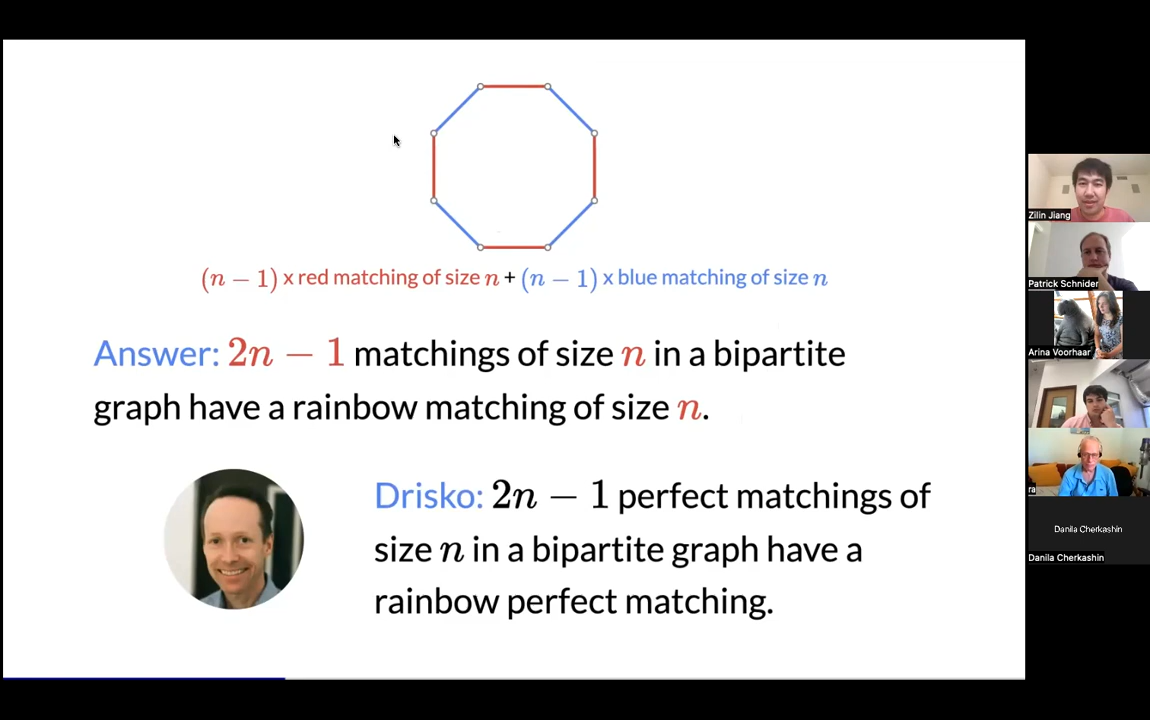 (n − 1) x red matching of size n + (n − 1) x blue matching of size n
Answer: 2n − 1 matchings of size n in a bipartite
graph have a rainbow matching of size n.
Drisko: 2n − 1 perfect matchings of
size n in a bipartite graph have a
rainbow perfect matching.
Zilin Jiang
Patrick Schnider
Arina Voorhaar
ra
Danila Cherkashin
Danila Cherkashin